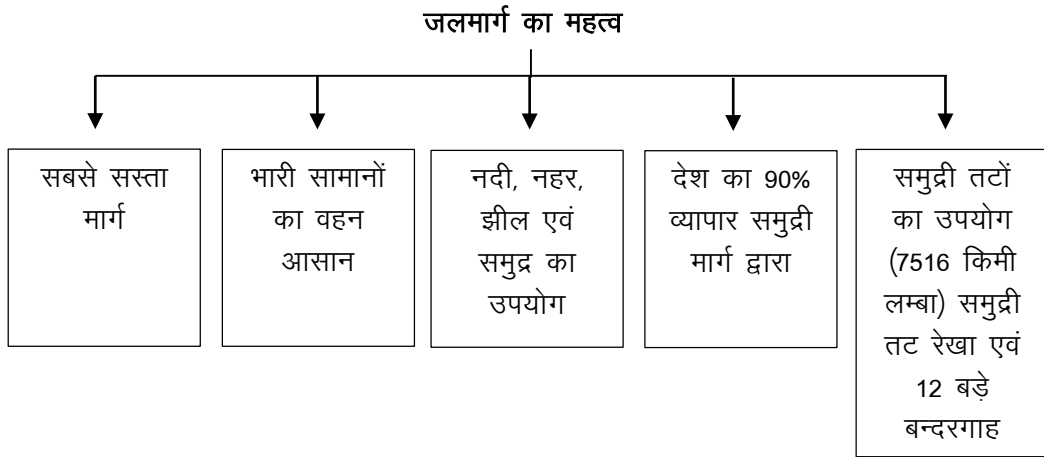 जलमार्ग का महत्व
सबसे सस्ता
मार्ग
भारी सामानों
का वहन
आसान
नदी, नहर,
झील एवं
समुद्र का
उपयोग
देश का 90%
व्यापार समुद्री
मार्ग द्वारा
समुद्री तटों
का उपयोग
(7516 किमी
लम्बा) समुद्री
तट रेखा एवं
12 बड़े
बन्दरगाह